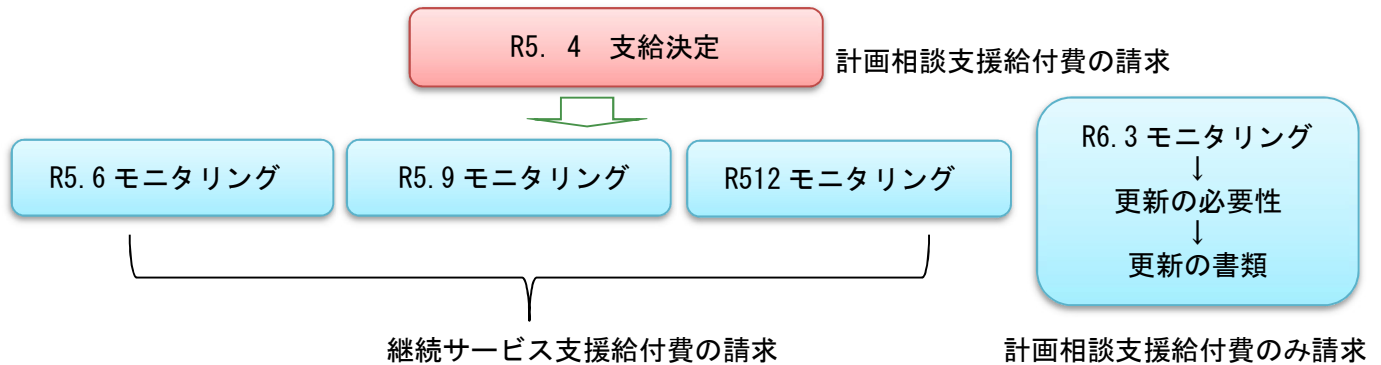 R5. 4 支給決定
計画相談支援給付費の請求
R5.6モニタリング
R5.9モニタリング
R512モニタリング
R6.3モニタリング
↓
更新の必要性
↓
更新の書類
継続サービス支援給付費の請求
計画相談支援給付費のみ請求